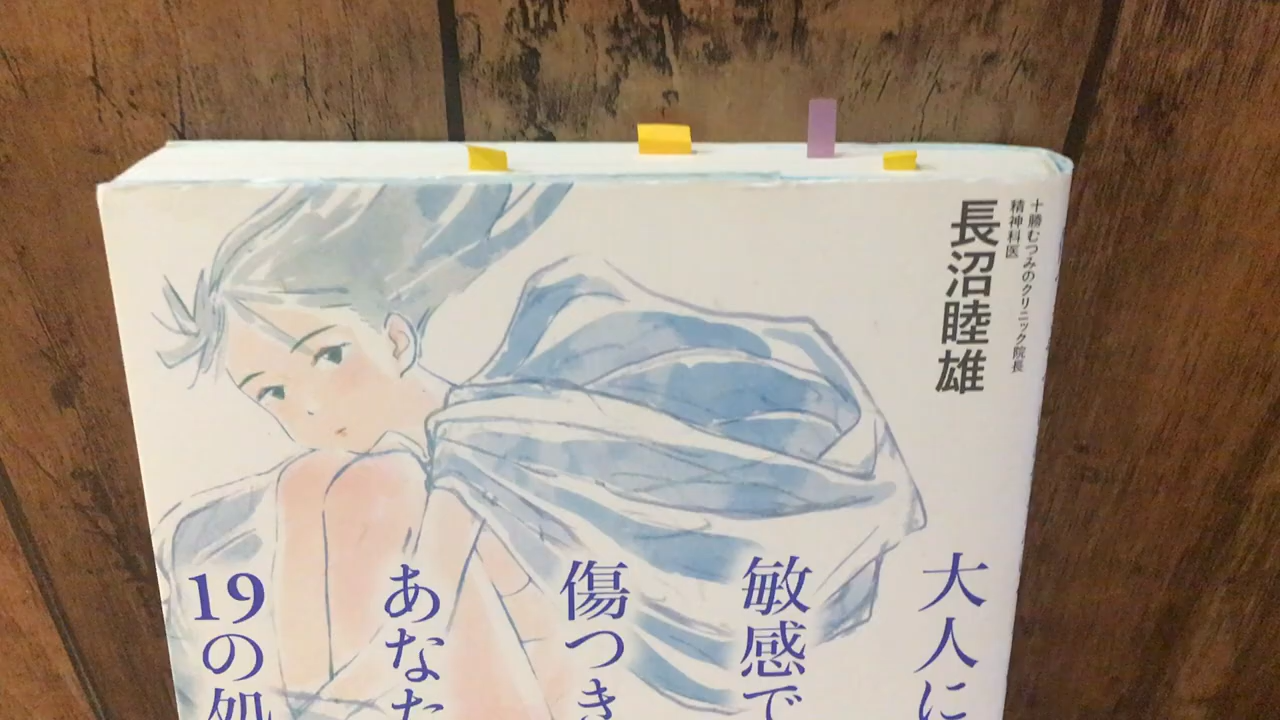 十勝むつみのクリニック院長
精神科医
長沼睦雄
大人に
敏感で
傷つき
あなた
19の処